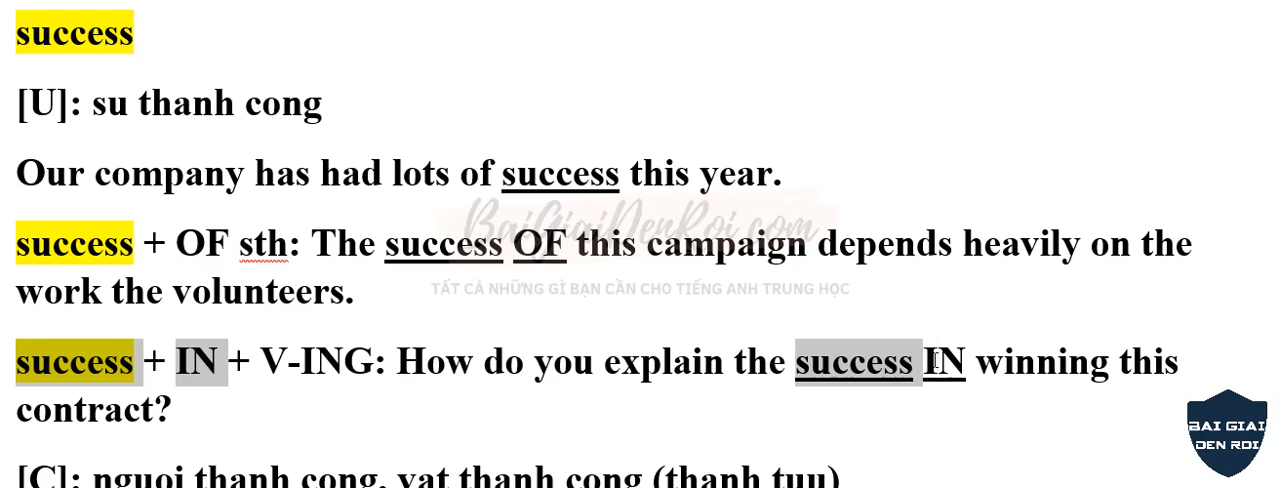 success
[U]: su thanh cong
Our company has had lots of success this year.
BaiGiaiDenRoi.com
success + OF sth: The success OF this campaign depends heavily on the
TẤT CẢ NHỮNG GÌ BẠN CẦN CHO TIẾNG ANH TRUNG HỌC
work the volunteers.
success + IN + V-ING: How do you explain the success IN winning this
contract?
BAI GIAI
DEN ROI
[C]: nguoi thanh cong, vat thanh cong (thanh tuu)